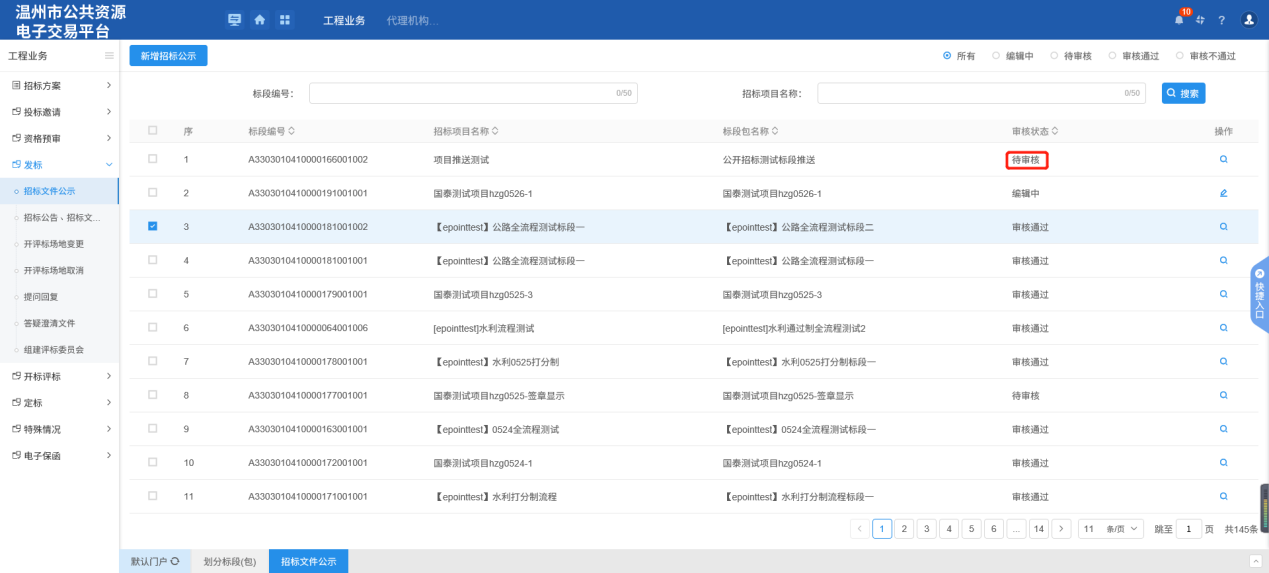 温州市公共资源
电子交易平台
工程业务 代理机构...
10
?
工程业务
招标方案
投标邀请
资格预审
发标
招标文件公示
招标公告、招标文...
开评标场地变更
开评标场地取消
提问回复
答疑澄清文件
组建评标委员会
开标评标
定标
特殊情况
电子保函
新增招标公示
所有 编辑中 待审核 审核通过 审核不通过
标段编号: 0/50 招标项目名称: 0/50 搜索
序 标段编号 招标项目名称 标段包名称 审核状态 操作
1 A3303010410000166001002 项目推送测试 公开招标测试标段推送 待审核
2 A3303010410000191001001 国泰测试项目hzg0526-1 国泰测试项目hzg0526-1 编辑中
3 A3303010410000181001002 【epointtest】公路全流程测试标段一 【epointtest】公路全流程测试标段二 审核通过
4 A3303010410000181001001 【epointtest】公路全流程测试标段一 【epointtest】公路全流程测试标段一 审核通过
5 A3303010410000179001001 国泰测试项目hzg0525-3 国泰测试项目hzg0525-3 审核通过
6 A3303010410000064001006 [epointtest]水利流程测试 [epointtest]水利通过制全流程测试2 审核通过
7 A3303010410000178001001 【epointtest】水利0525打分制 【epointtest】水利0525打分制标段一 审核通过
8 A3303010410000177001001 国泰测试项目hzg0525-签章显示 国泰测试项目hzg0525-签章显示 待审核
9 A3303010410000163001001 【epointtest】0524全流程测试 【epointtest】0524全流程测试标段一 审核通过
10 A3303010410000172001001 国泰测试项目hzg0524-1 国泰测试项目hzg0524-1 审核通过
11 A3303010410000171001001 【epointtest】水利打分制流程 【epointtest】水利打分制流程标段一 审核通过
快捷入口
< 1 2 3 4 5 6 ... 14 > 11 条/页 跳至 1 页 共145条
默认门户 划分标段(包) 招标文件公示